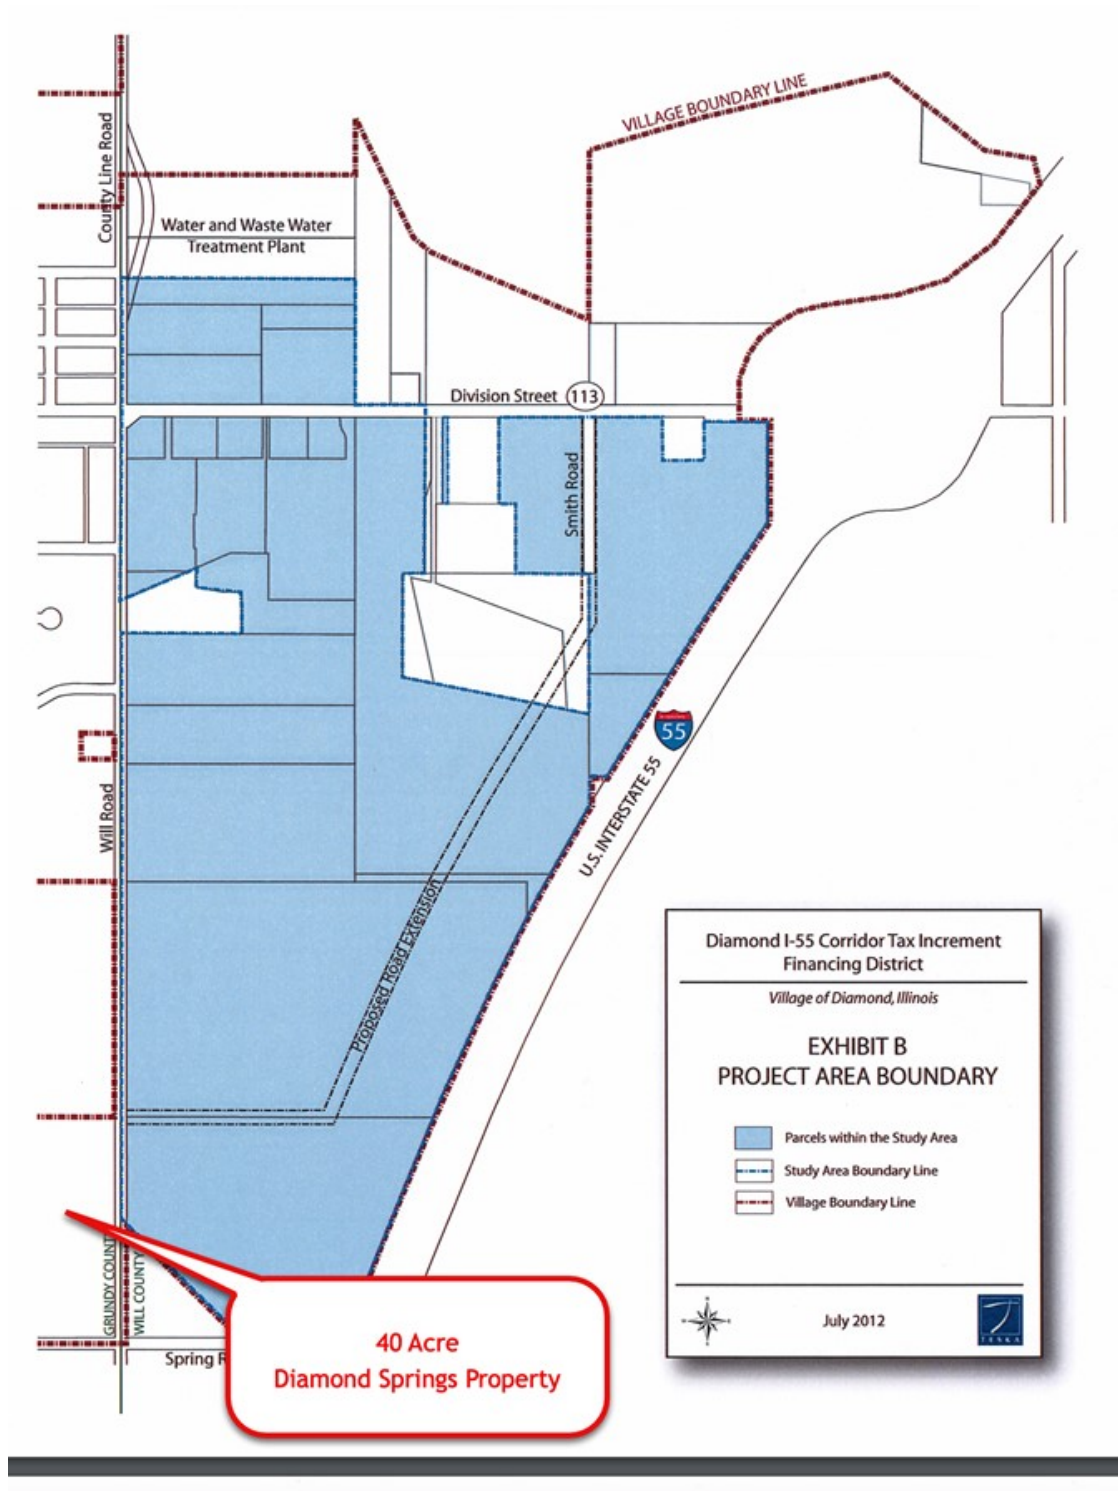 VILLAGE BOUNDARY LINE
County Line Road
Water and Waste Water
Treatment Plant
Division Street 113
Smith Road
55
U.S. INTERSTATE 55
Will Road
Proposed Road Extension
Diamond I-55 Corridor Tax Increment
Financing District
Village of Diamond, Illinois
EXHIBIT B
PROJECT AREA BOUNDARY
Parcels within the Study Area
Study Area Boundary Line
Village Boundary Line
July 2012
TESKA
GRUNDY COUNT
WILL COUNTY
Spring R
40 Acre
Diamond Springs Property